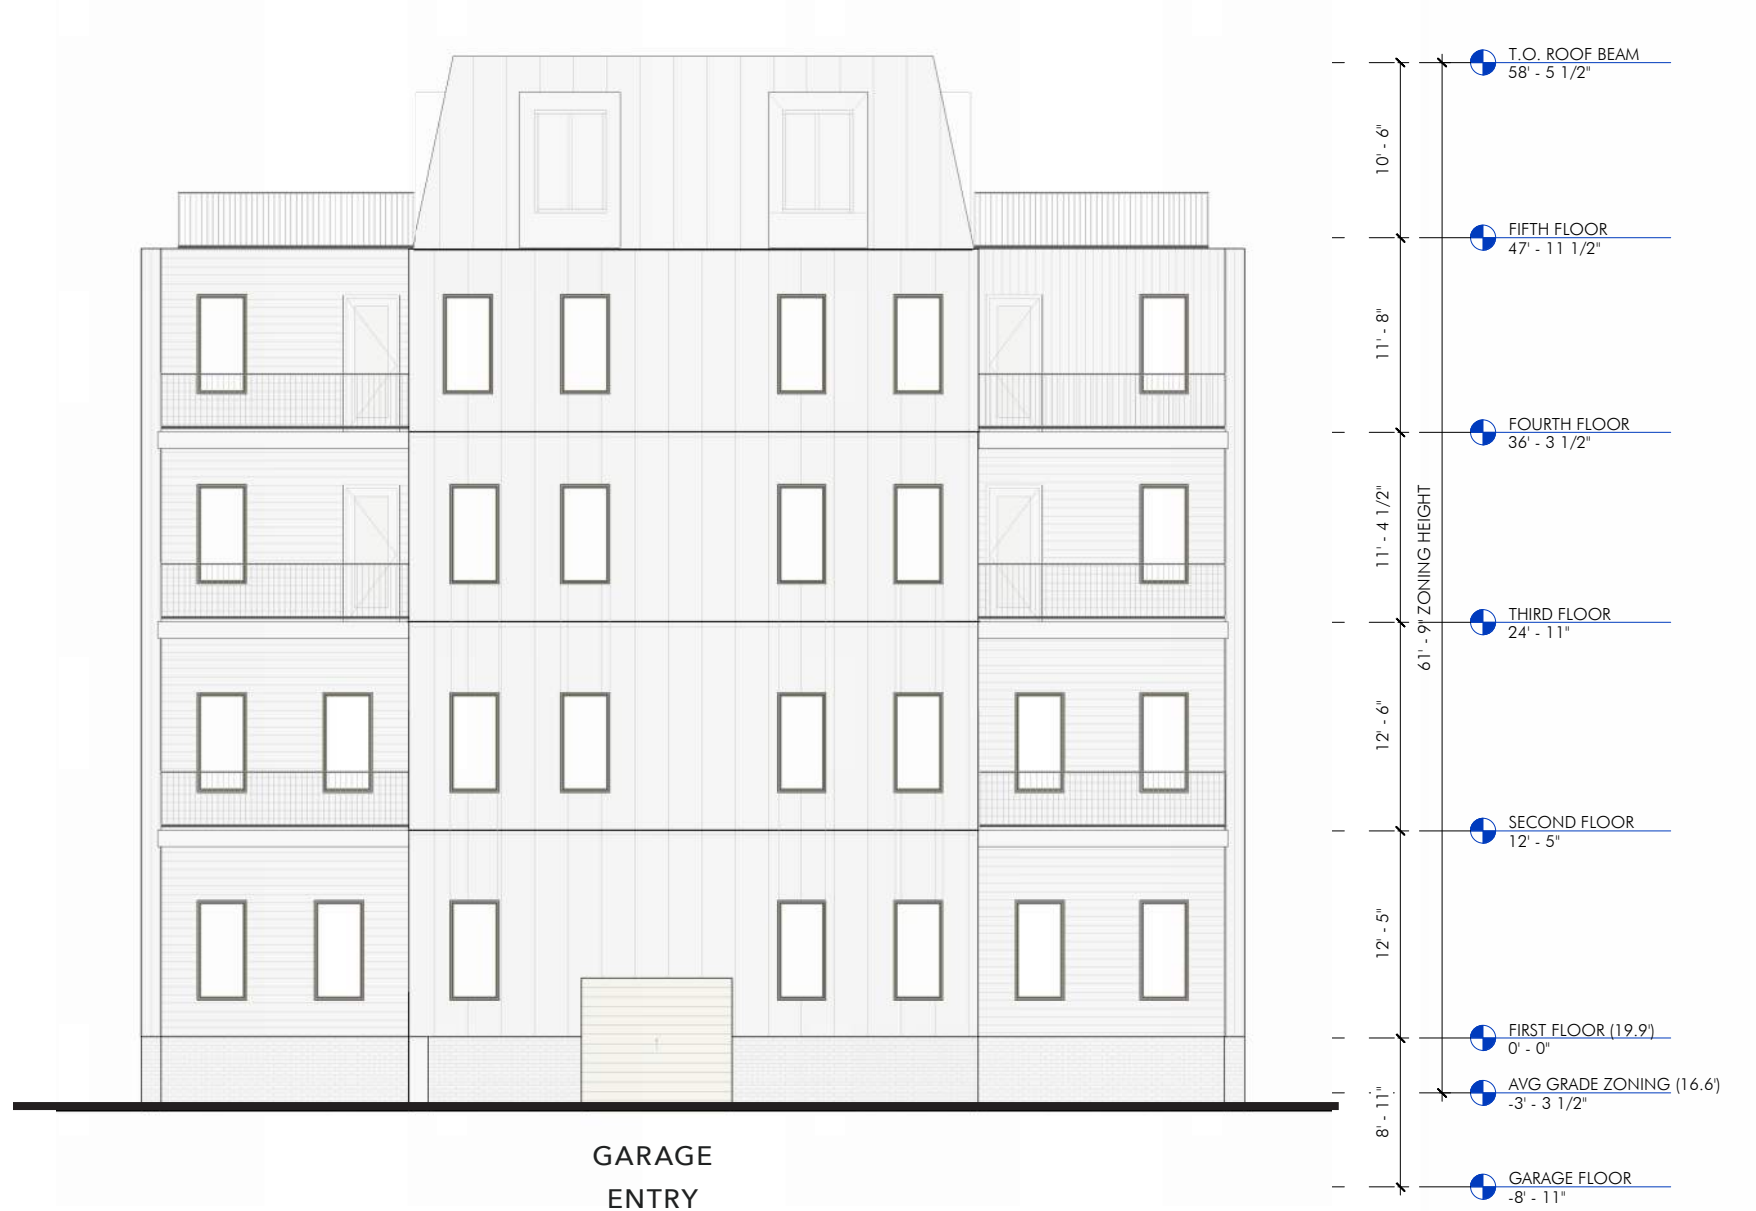 T.O. ROOF BEAM
58' - 5 1/2"
10' - 6"
FIFTH FLOOR
47' - 11 1/2"
11' - 8"
FOURTH FLOOR
36' - 3 1/2"
11' - 4 1/2"
61' - 9" ZONING HEIGHT
THIRD FLOOR
24' - 11"
12' - 6"
SECOND FLOOR
12' - 5"
12' - 5"
FIRST FLOOR (19.9')
0' - 0"
AVG GRADE ZONING (16.6')
-3' - 3 1/2"
8' - 11"
GARAGE FLOOR
-8' - 11"
GARAGE
ENTRY